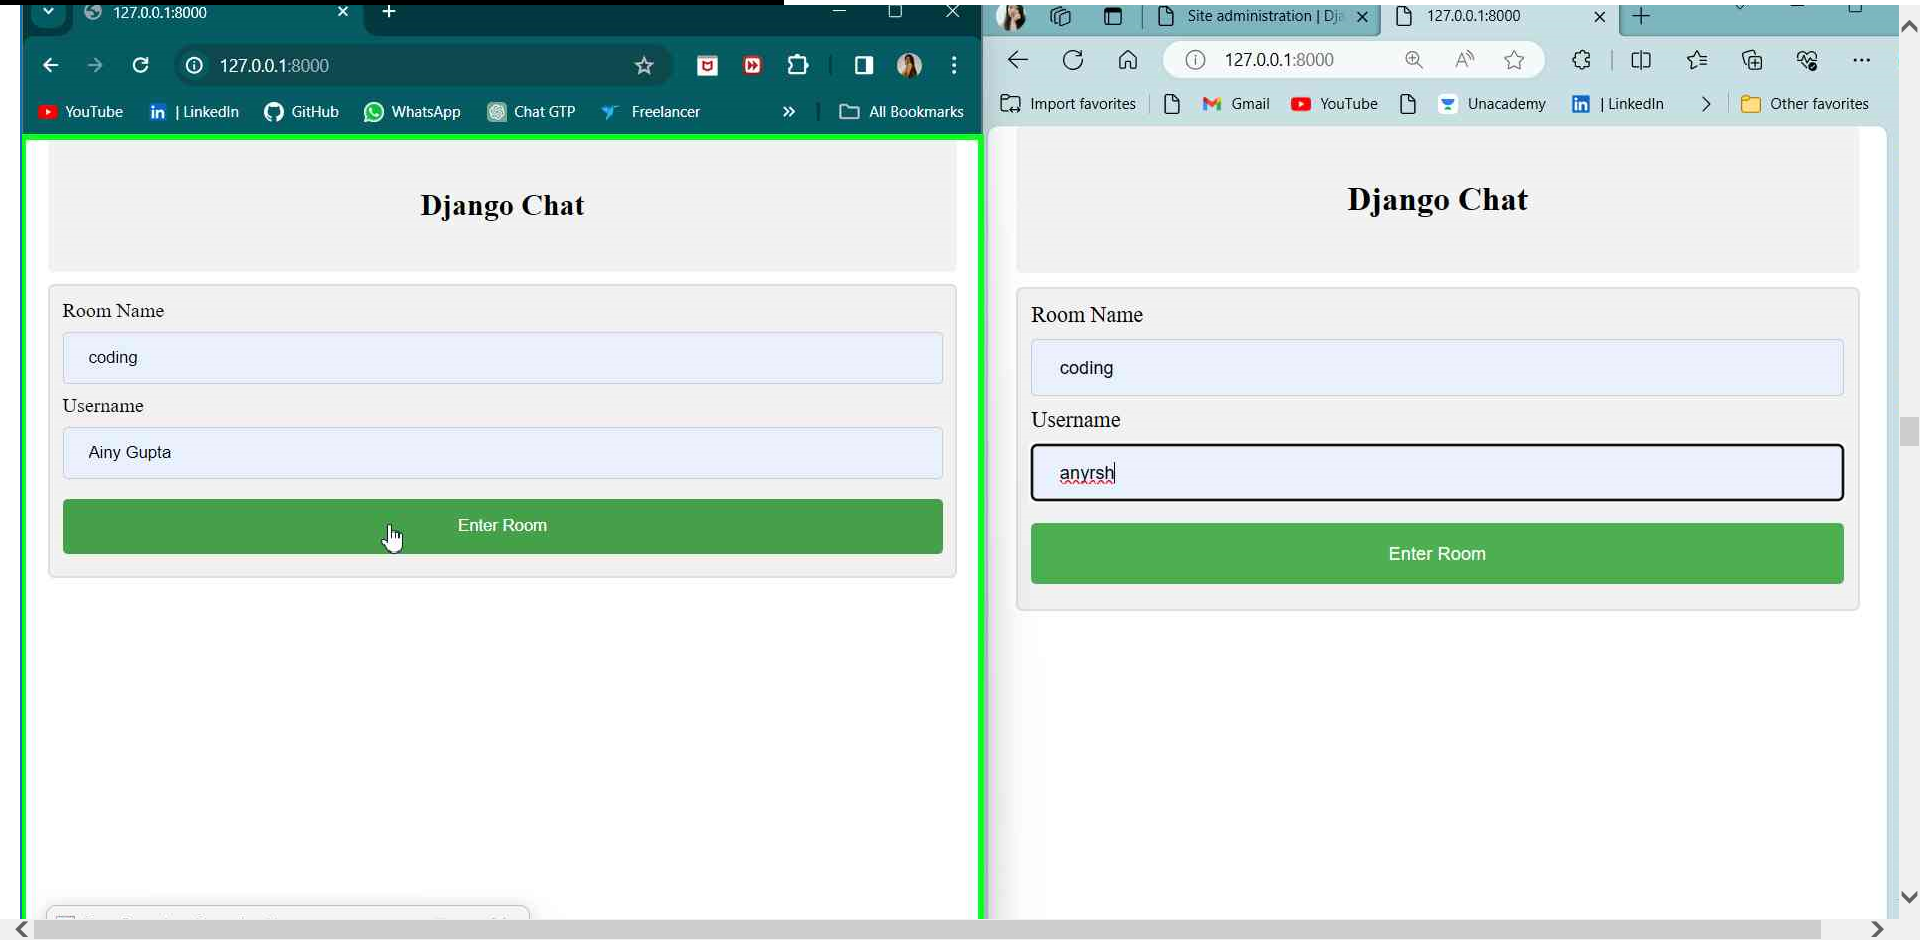 127.0.0.1:8000
127.0.0.1:8000
YouTube | LinkedIn GitHub WhatsApp Chat GTP Freelancer » All Bookmarks
Django Chat
Room Name
coding
Username
Ainy Gupta
Enter Room
Site administration | Dja 127.0.0.1:8000
127.0.0.1:8000
Import favorites Gmail YouTube Unacademy | LinkedIn Other favorites
Django Chat
Room Name
coding
Username
anyrsh
Enter Room